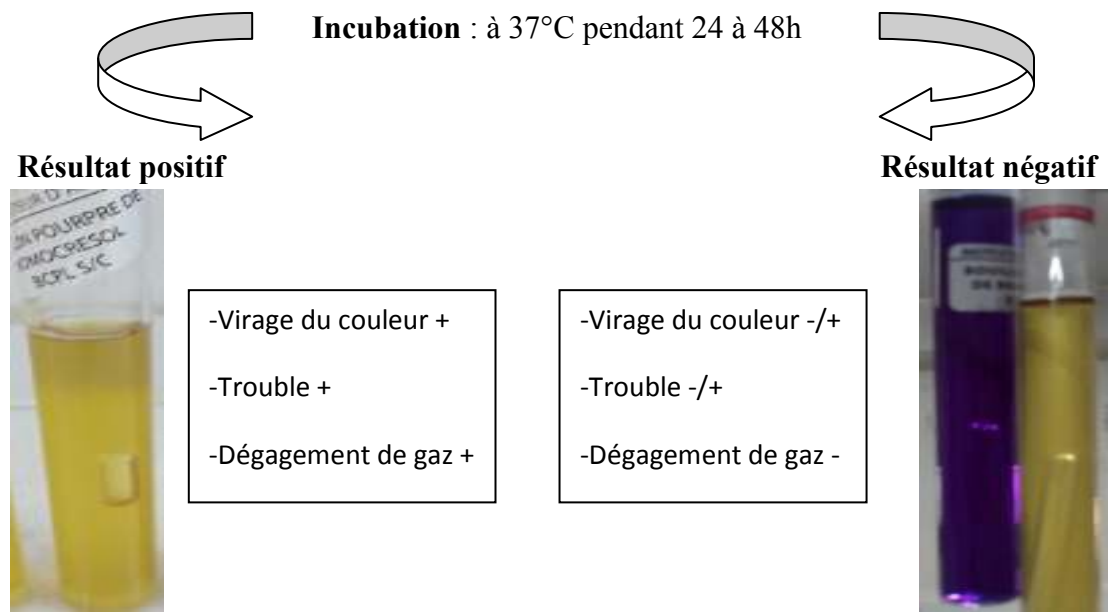 Incubation : à 37°C pendant 24 à 48h
Résultat positif
Résultat négatif
POURPRE DE
BCPL S/C
-Virage du couleur +
-Trouble +
-Dégagement de gaz +
-Virage du couleur -/+
-Trouble -/+
-Dégagement de gaz -